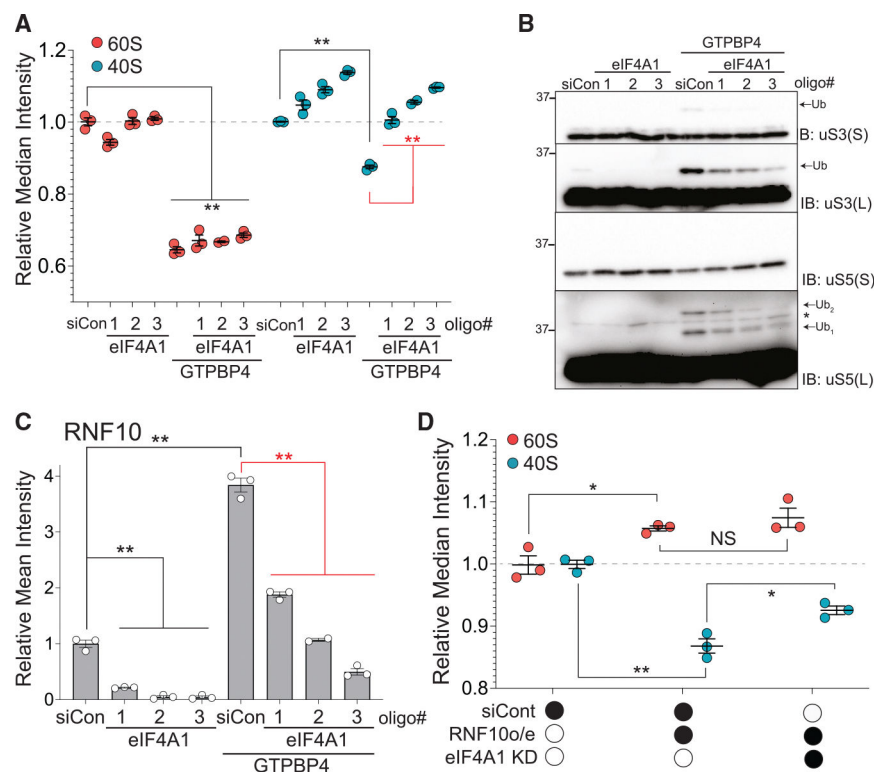 A
60S
40S
Relative Median Intensity
1.2
1.0
0.8
0.6
**
**
**
siCon 1 2 3 1 2 3 siCon 1 2 3 1 2 3 oligo#
eIF4A1 eIF4A1 eIF4A1 eIF4A1
GTPBP4 GTPBP4
B
GTPBP4
eIF4A1 eIF4A1
siCon 1 2 3 siCon 1 2 3 oligo#
37
←Ub
B: uS3(S)
37
←Ub
IB: uS3(L)
37
IB: uS5(S)
←Ub2
*
37
←Ub1
IB: uS5(L)
C
RNF10
Relative Mean Intensity
4
3
2
1
0
**
**
**
siCon 1 2 3 siCon 1 2 3 oligo#
eIF4A1 eIF4A1
GTPBP4
D
60S
40S
Relative Median Intensity
1.2
1.1
1.0
0.9
0.8
*
NS
*
**
siCont
RNF10o/e
eIF4A1 KD